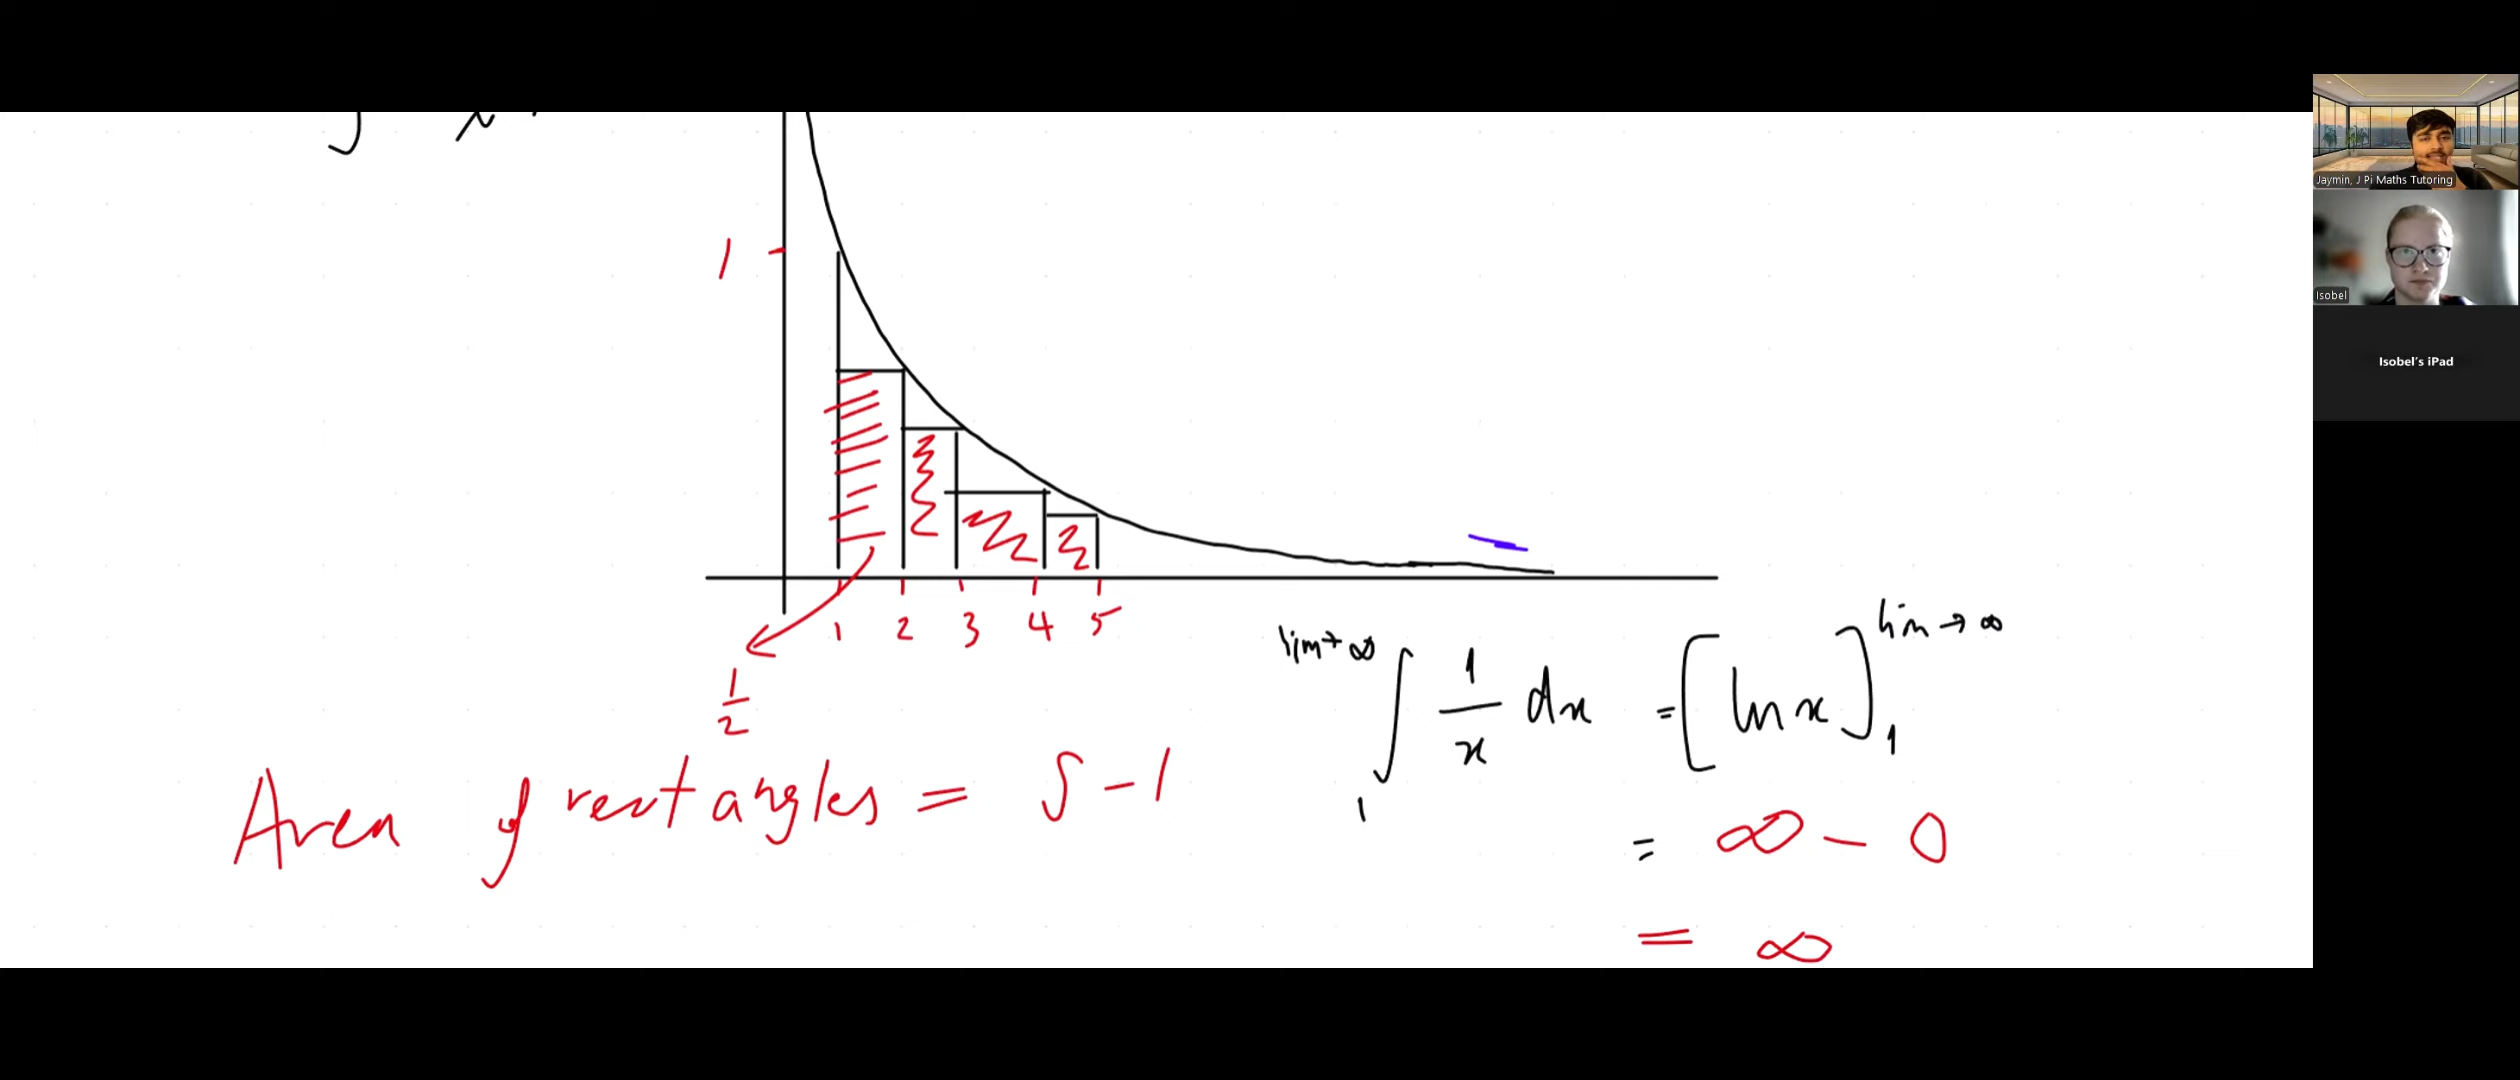 1
1 2 3 4 5
1/2
Area of rectangles = S - 1
lim→∞ ∫ 1 1/x dx = [ln x] 1 lim→∞
= ∞ - 0
= ∞
Jaymin, J Pi Maths Tutoring
Isobel
Isobel's iPad